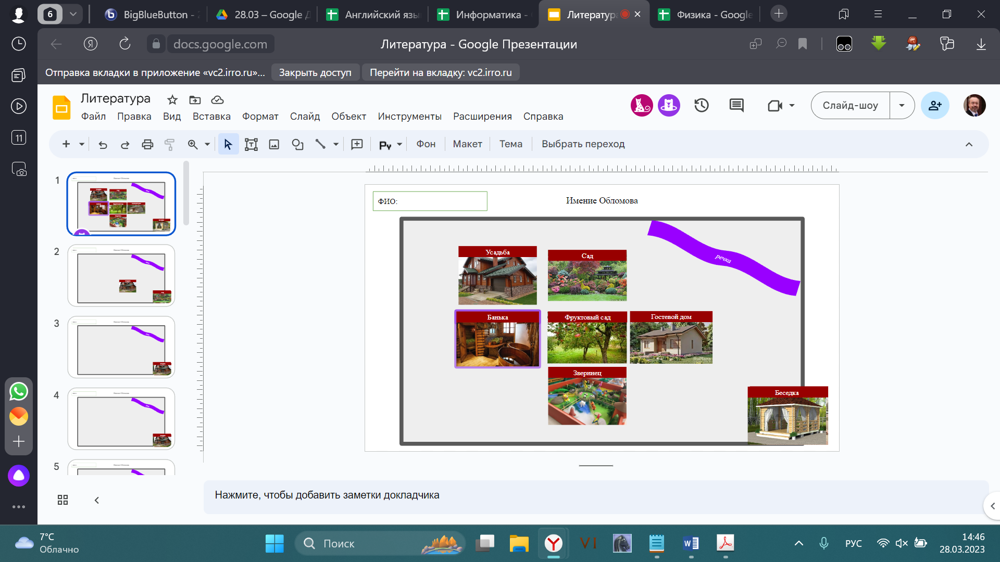 6
BigBlueButton - 2
28.03 – Google Д
Английский язы
Информатика -
Литератур
Физика - Google
docs.google.com
Литература - Google Презентации
Отправка вкладки в приложение «vc2.irro.ru»...
Закрыть доступ
Перейти на вкладку: vc2.irro.ru
11
Литература
Файл
Правка
Вид
Вставка
Формат
Слайд
Объект
Инструменты
Расширения
Справка
Слайд-шоу
Фон
Макет
Тема
Выбрать переход
1
2
3
4
5
ФИО:
Имение Обломова
речка
Усадьба
Сад
Банька
Фруктовый сад
Гостевой дом
RuPlans
Зверинец
Беседка
Нажмите, чтобы добавить заметки докладчика
7°C
Облачно
Поиск
V1
РУС
14:46
28.03.2023